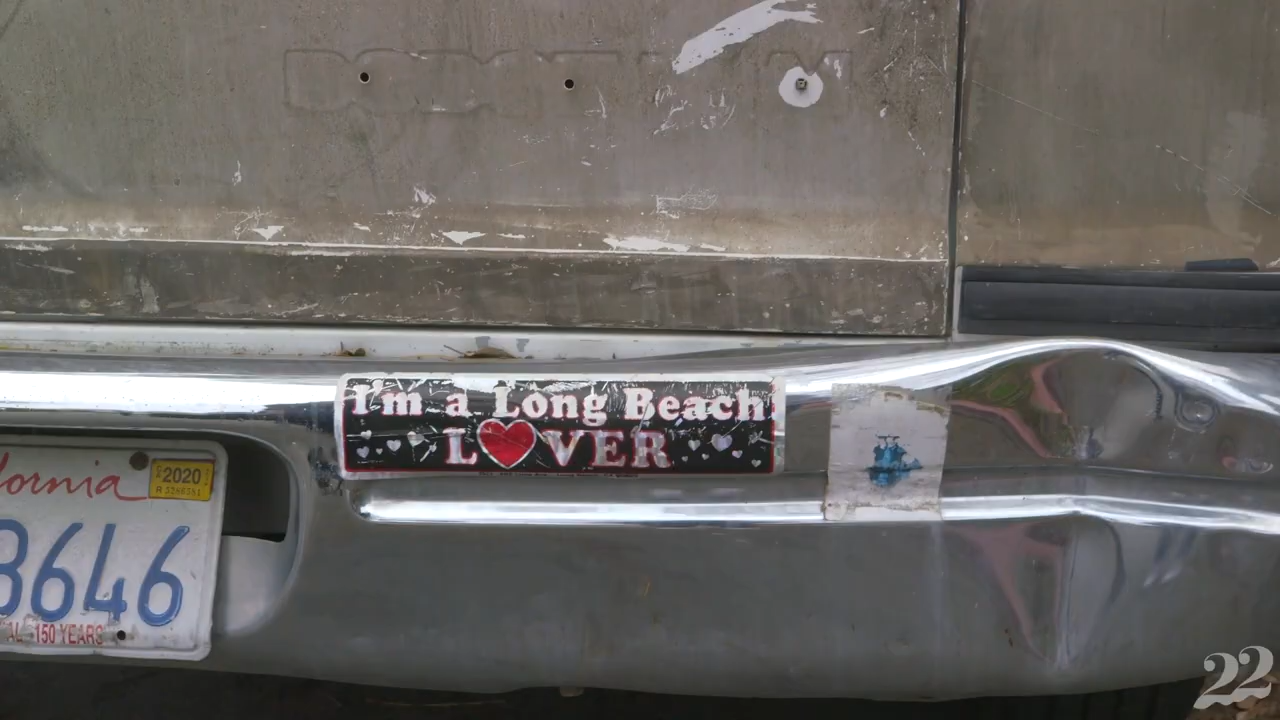 I'm a Long Beach
L❤VER
ornia
2020
3646
150 YEARS
22